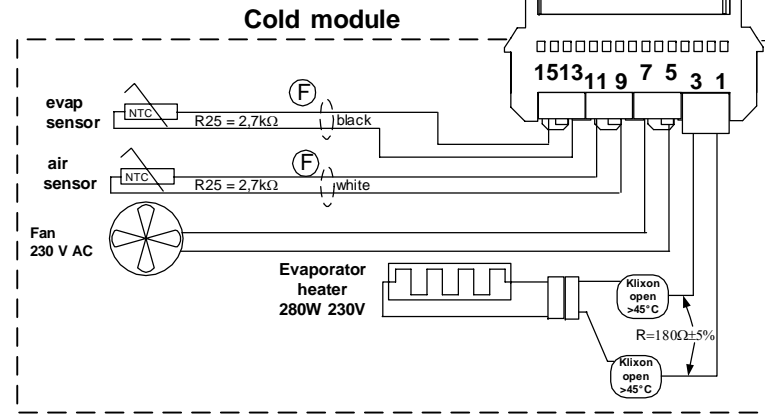 Cold module
15 13 11 9 7 5 3 1
evap
sensor
NTC
R25 = 2,7kΩ
F
black
air
sensor
NTC
R25 = 2,7kΩ
F
white
Fan
230 V AC
Evaporator
heater
280W 230V
Klixon
open
>45°C
R=180Ω±5%
Klixon
open
>45°C